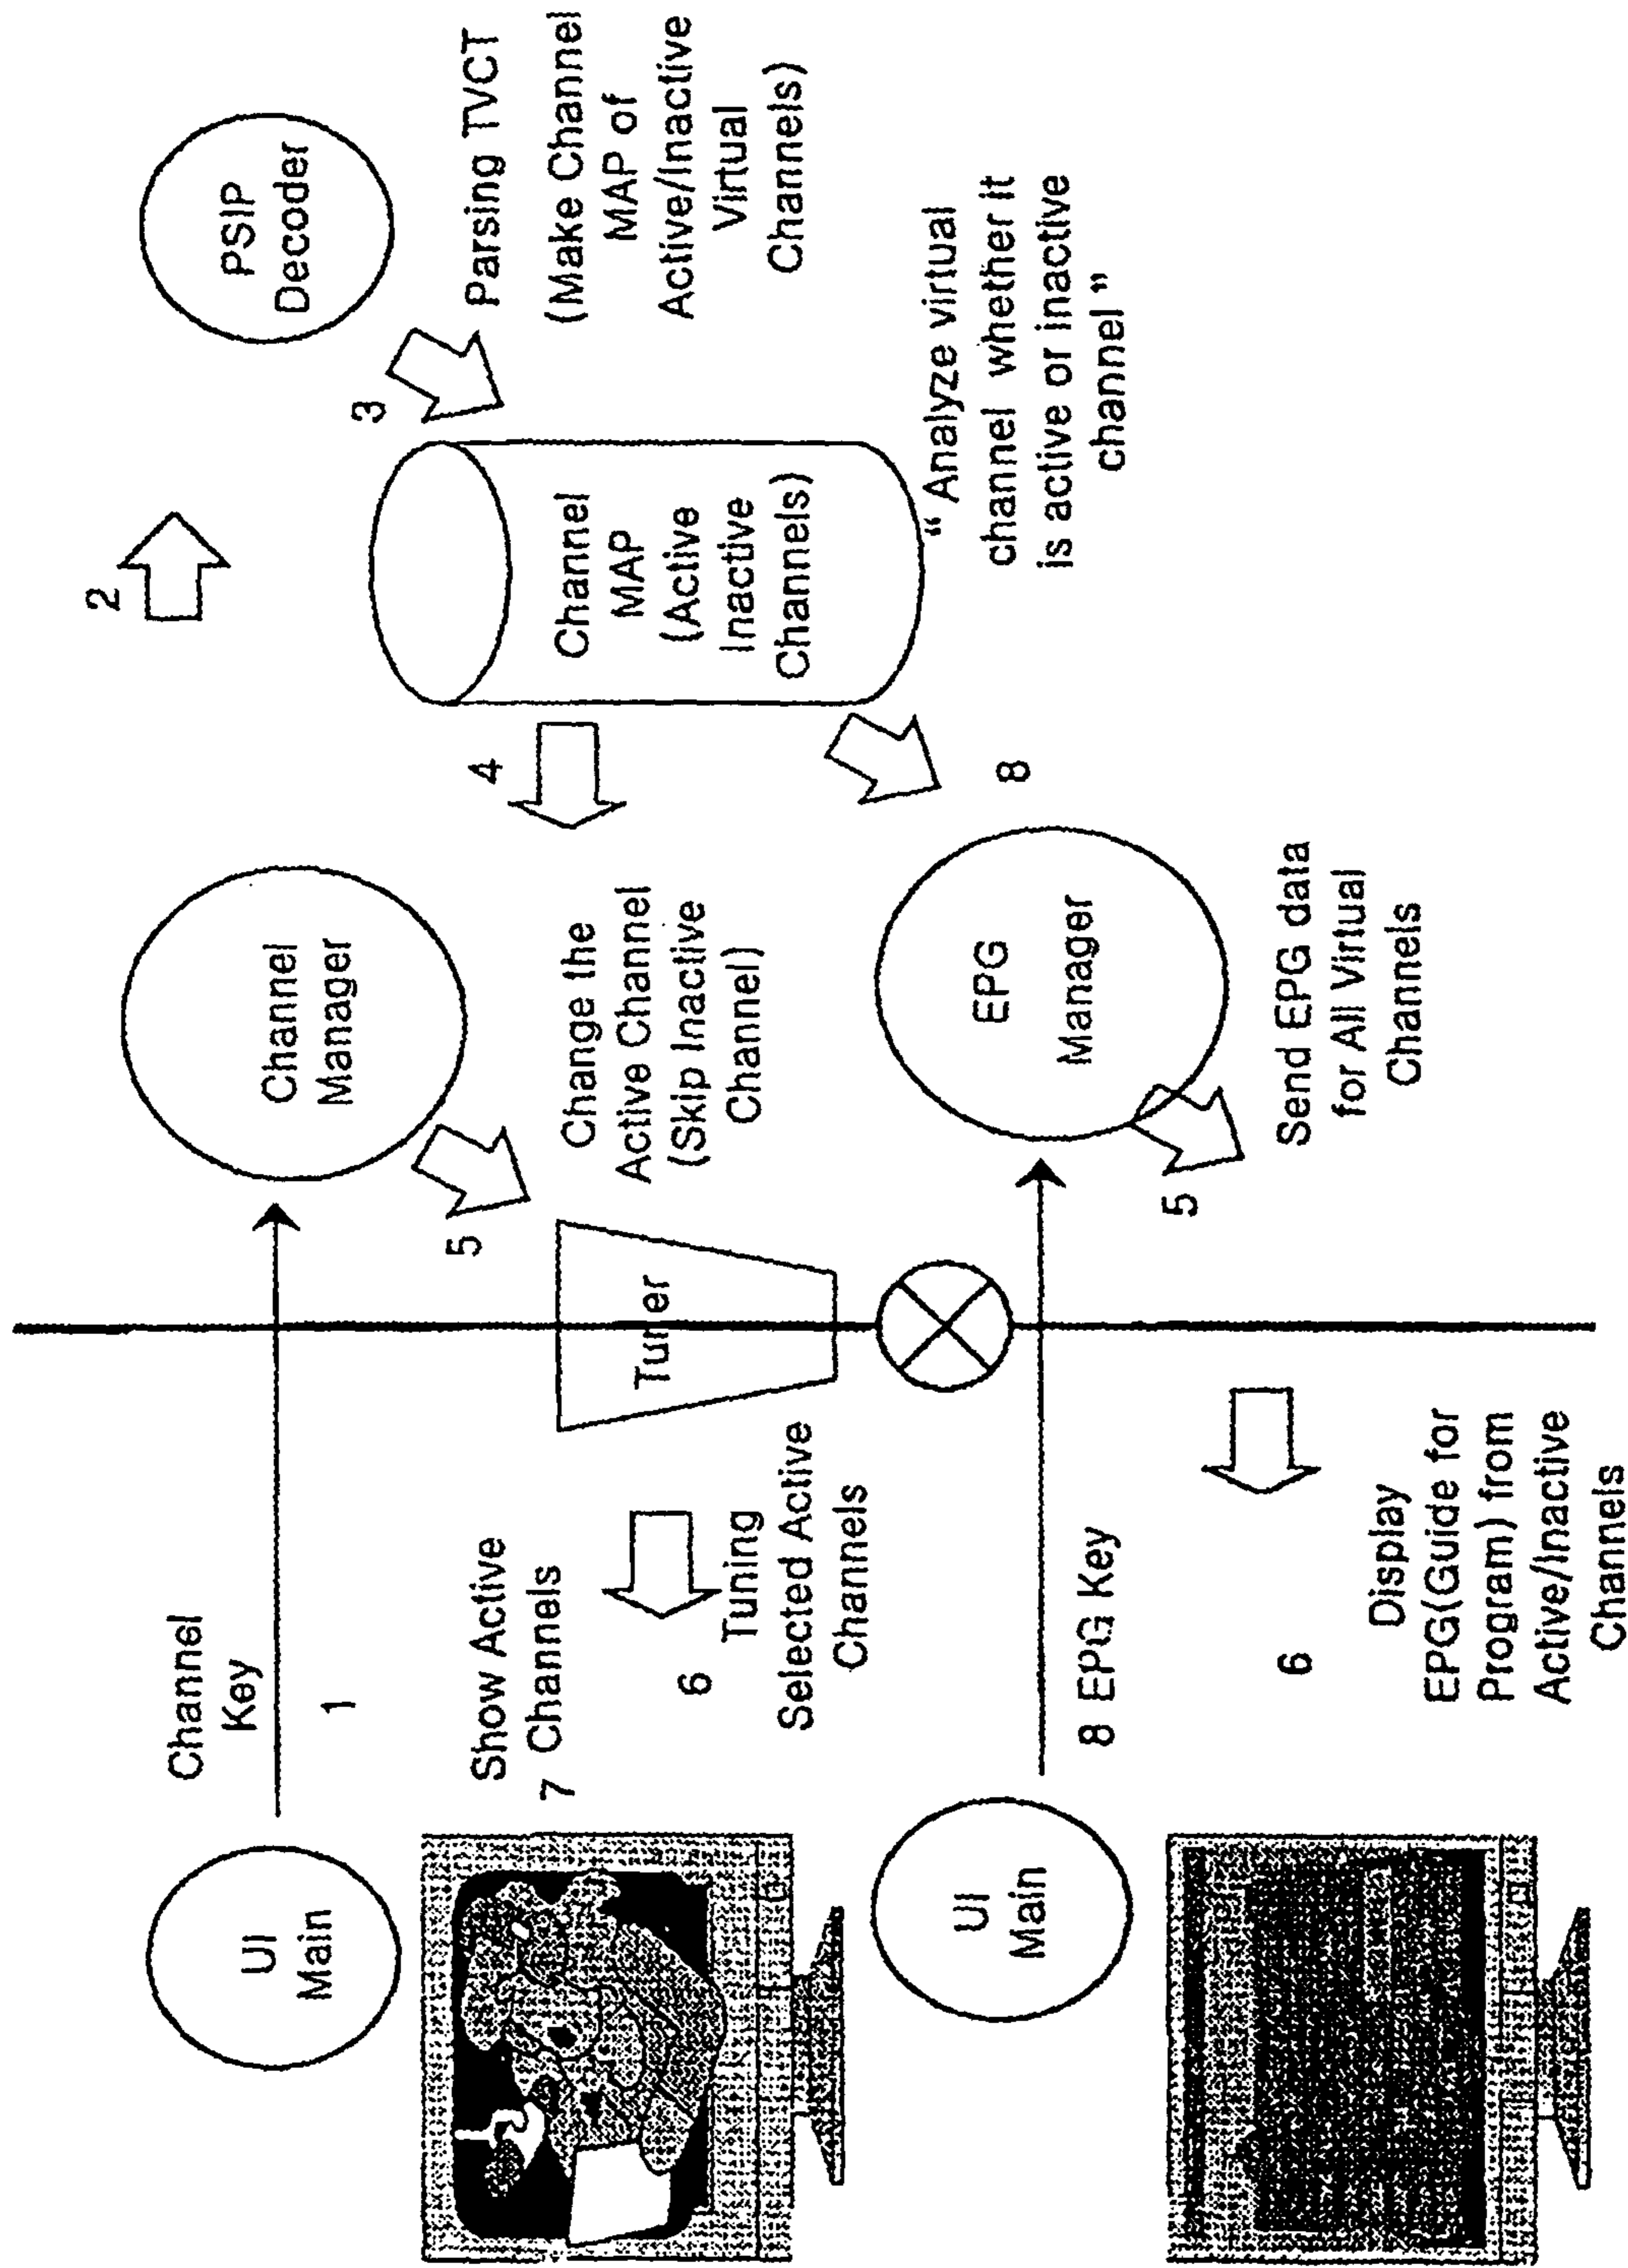 UI
Main
Channel
Key
1
Channel
Manager
2
PSIP
Decoder
3
Parsing TVCT
(Make Channel
MAP of
Active/Inactive
Virtual
Channels)
Channel
MAP
(Active
Inactive
Channels)
4
5
Change the
Active Channel
(Skip Inactive
Channel)
Tuner
Show Active
7 Channels
6 Tuning
Selected Active
Channels
“ Analyze virtual
channel whether it
is active or inactive
channel ”
8
UI
Main
8 EPG Key
EPG
Manager
5
Send EPG data
for All Virtual
Channels
6
Display
EPG(Guide for
Program) from
Active/Inactive
Channels